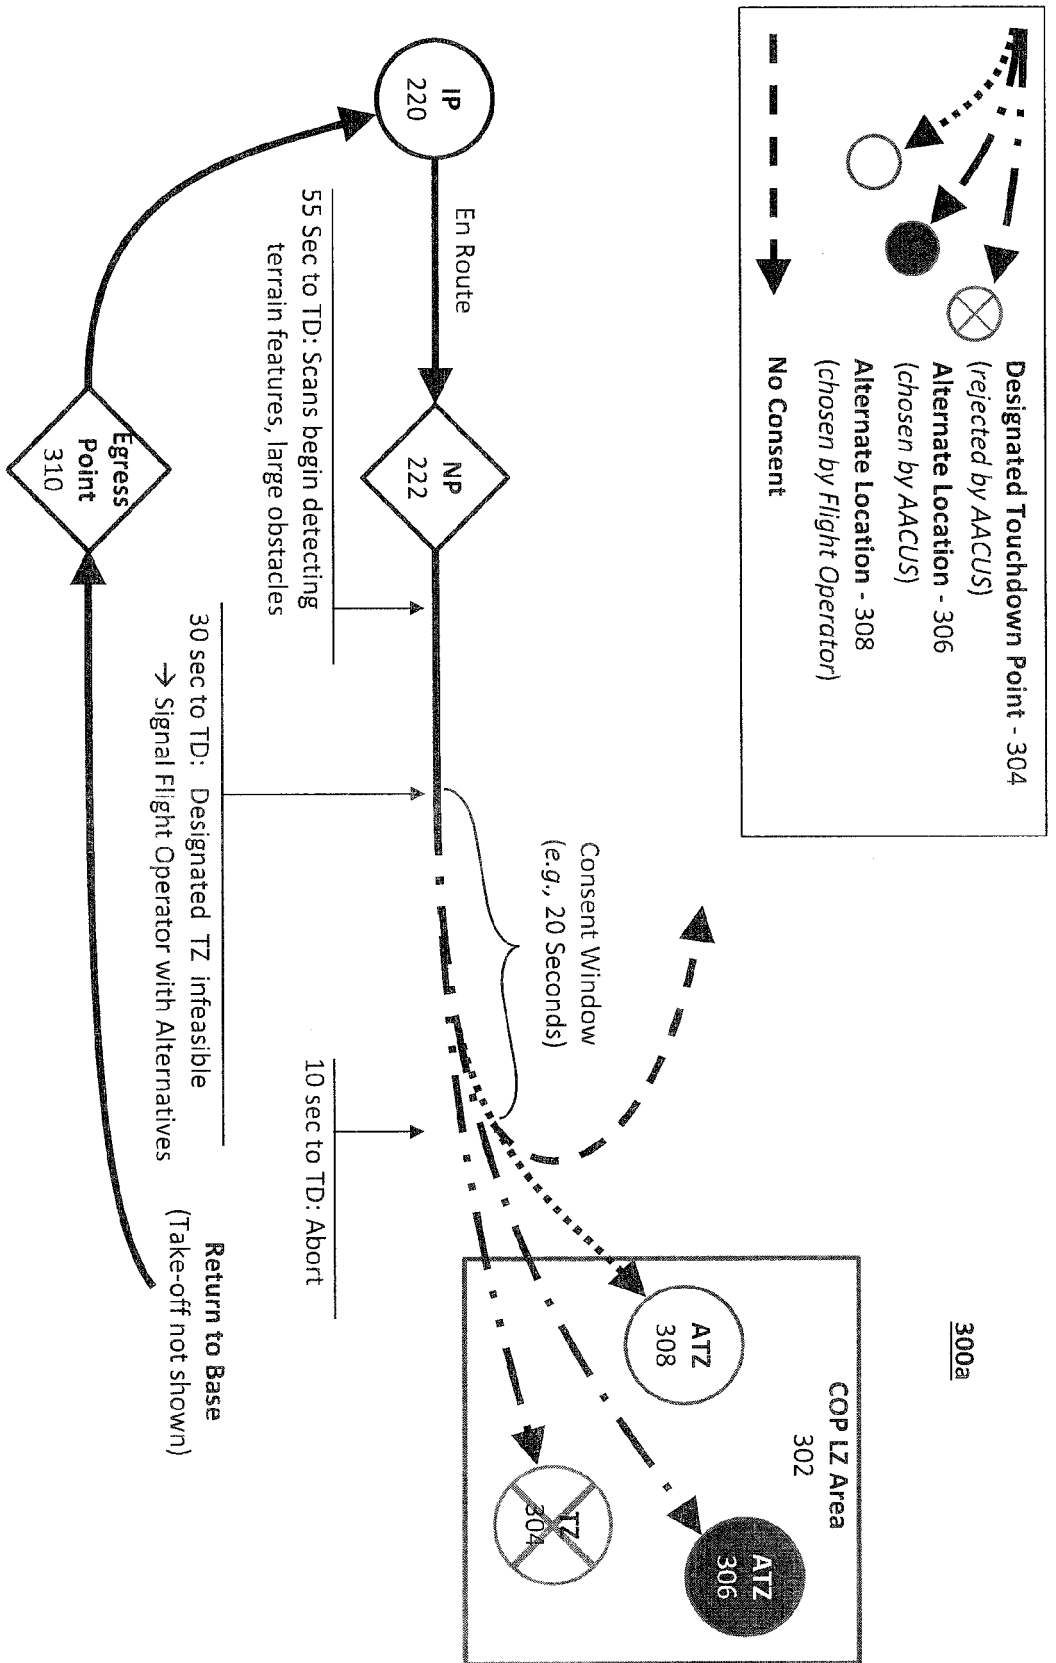 300a
Designated Touchdown Point - 304
(rejected by AACUS)
Alternate Location - 306
(chosen by AACUS)
Alternate Location - 308
(chosen by Flight Operator)
No Consent
COP LZ Area
302
ATZ
308
ATZ
306
TZ
304
Consent Window
(e.g., 20 Seconds)
IP
220
En Route
NP
222
55 Sec to TD: Scans begin detecting
terrain features, large obstacles
10 sec to TD: Abort
30 sec to TD: Designated TZ infeasible
→ Signal Flight Operator with Alternatives
Return to Base
(Take-off not shown)
Egress
Point
310